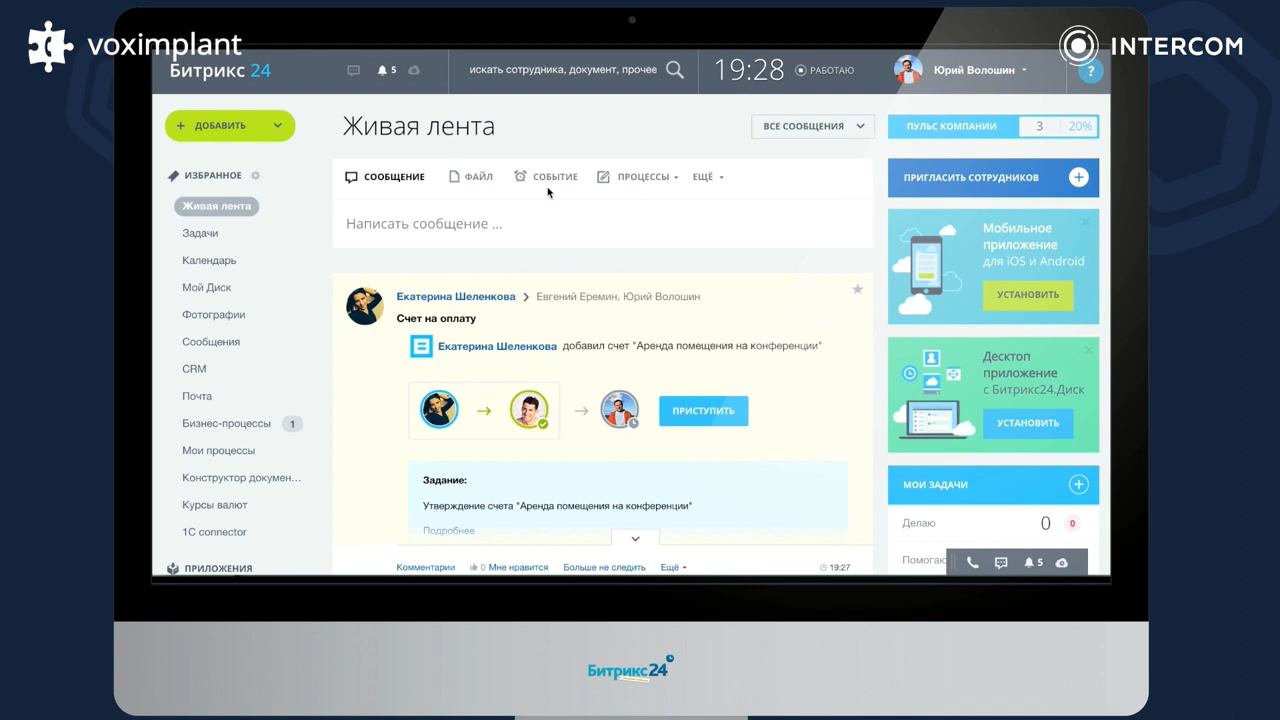 voximplant
INTERCOM
Битрикс 24
5
искать сотрудника, документ, прочее
19:28
РАБОТАЮ
Юрий Волошин
?
+ ДОБАВИТЬ
Живая лента
ВСЕ СООБЩЕНИЯ
ПУЛЬС КОМПАНИИ 3 20%
ИЗБРАННОЕ
Живая лента
Задачи
Календарь
Мой Диск
Фотографии
Сообщения
CRM
Почта
Бизнес-процессы 1
Мои процессы
Конструктор докумен...
Курсы валют
1C connector
ПРИЛОЖЕНИЯ
СООБЩЕНИЕ ФАЙЛ СОБЫТИЕ ПРОЦЕССЫ ЕЩЁ
Написать сообщение ...
Екатерина Шеленкова > Евгений Еремин, Юрий Волошин
Счет на оплату
Екатерина Шеленкова добавил счет "Аренда помещения на конференции"
ПРИСТУПИТЬ
Задание:
Утверждение счета "Аренда помещения на конференции"
Подробнее
Комментарии 0 Мне нравится Больше не следить Ещё 19:27
ПРИГЛАСИТЬ СОТРУДНИКОВ +
Мобильное
приложение
для iOS и Android
УСТАНОВИТЬ
Десктоп
приложение
с Битрикс24.Диск
УСТАНОВИТЬ
МОИ ЗАДАЧИ +
Делаю 0 0
Помогаю
5
Битрикс24